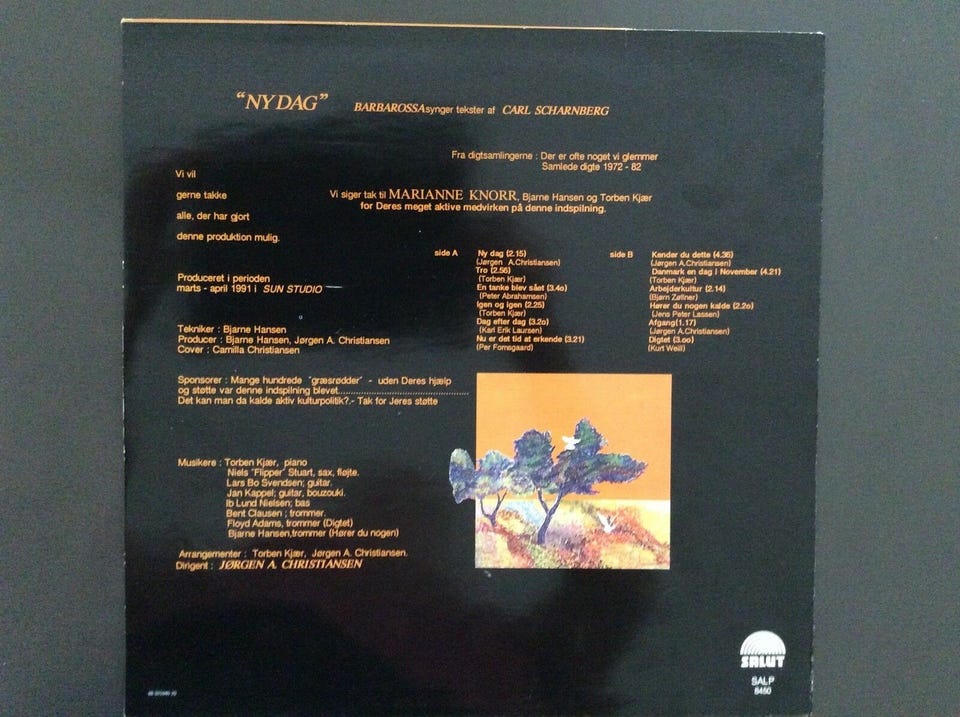 "NY DAG" BARBAROSSA synger tekster af CARL SCHARNBERG
Fra digtsamlingerne : Der er ofte noget vi glemmer
Samlede digte 1972 - 82
Vi vil
gerne takke
alle, der har gjort
denne produktion mulig.
Vi siger tak til MARIANNE KNORR, Bjarne Hansen og Torben Kjær
for Deres meget aktive medvirken på denne indspilning.
Produceret i perioden
marts - april 1991 i SUN STUDIO
Tekniker : Bjarne Hansen
Producer : Bjarne Hansen, Jørgen A. Christiansen
Cover : Camilla Christiansen
side A Ny dag (2.15)
(Jørgen A.Christiansen)
Tro (2.56)
(Torben Kjær)
En tanke blev sået (3.4o)
(Peter Abrahamsen)
Igen og igen (2.25)
(Torben Kjær)
Dag efter dag (3.2o)
(Karl Erik Laursen)
Nu er det tid at erkende (3.21)
(Per Fornsgaard)
side B Kender du dette (4.36)
(Jørgen A.Christiansen)
Danmark en dag i November (4.21)
(Torben Kjær)
Arbejderkultur (2.14)
(Bjørn Zøllner)
Hører du nogen kalde (2.2o)
(Jens Peter Lassen)
Afgang(1.17)
(Jørgen A.Christiansen)
Digtet (3.oo)
(Kurt Weill)
Sponsorer : Mange hundrede "græsrødder" - uden Deres hjælp
og støtte var denne indspilning blevet........................................
Det kan man da kalde aktiv kulturpolitik?.- Tak for Jeres støtte
Musikere : Torben Kjær, piano
Niels "Flipper" Stuart, sax, fløjte.
Lars Bo Svendsen; guitar.
Jan Kappel; guitar, bouzouki.
Ib Lund Nielsen; bas
Bent Clausen ; trommer.
Floyd Adams, trommer (Digtet)
Bjarne Hansen,trommer (Hører du nogen)
Arrangementer : Torben Kjær, Jørgen A. Christiansen.
Dirigent : JØRGEN A. CHRISTIANSEN
SALUT
SALP
8450